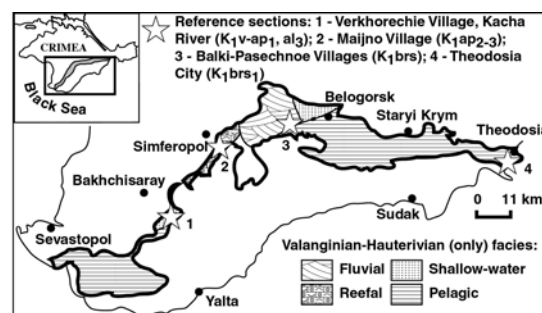 CRIMEA
Black Sea
Reference sections: 1 - Verkhorechie Village, Kacha
River (K₁v-ap₁, al₃); 2 - Maijno Village (K₁ap₂₋₃)
3 - Balki-Pasechnoe Villages (K₁brs); 4 - Theodosia
City (K₁brs₁)
Belogorsk
Staryi Krym
Theodosia
Simferopol
3
2
4
Bakhchisaray
0 11 km
Sudak
1
Sevastopol
Valanginian-Hauterivian (only) facies:
Fluvial Shallow-water
Reefal Pelagic
Yalta